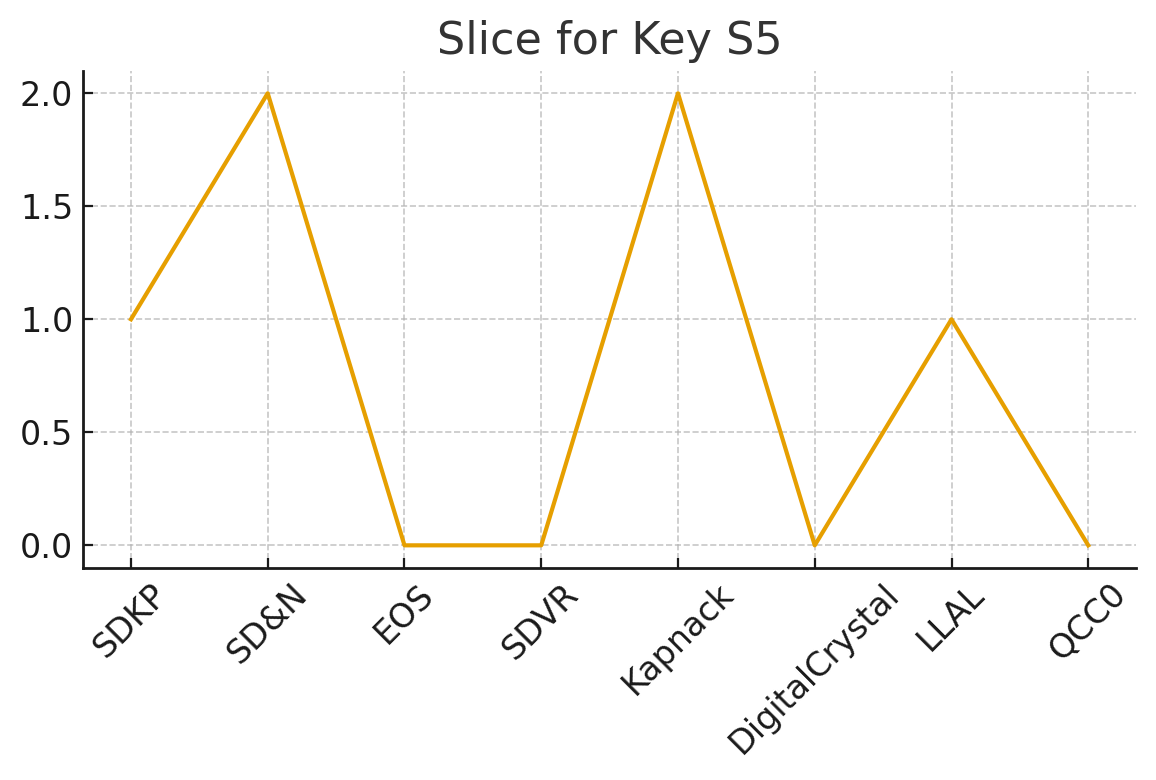 Slice for Key S5
2.0
1.5
1.0
0.5
0.0
SDKP
SD&N
EOS
SDVR
Kapnack
DigitalCrystal
LLAL
QCC0